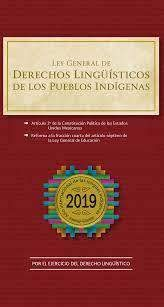 LEY GENERAL DE
DERECHOS LINGÜÍSTICOS
DE LOS PUEBLOS INDÍGENAS
Artículo 2º de la Constitución Política de los Estados
Unidos Mexicanos
Reforma a la fracción cuarta del artículo séptimo de
la Ley General de Educación
2019
POR EL EJERCICIO DEL DERECHO LINGÜÍSTICO